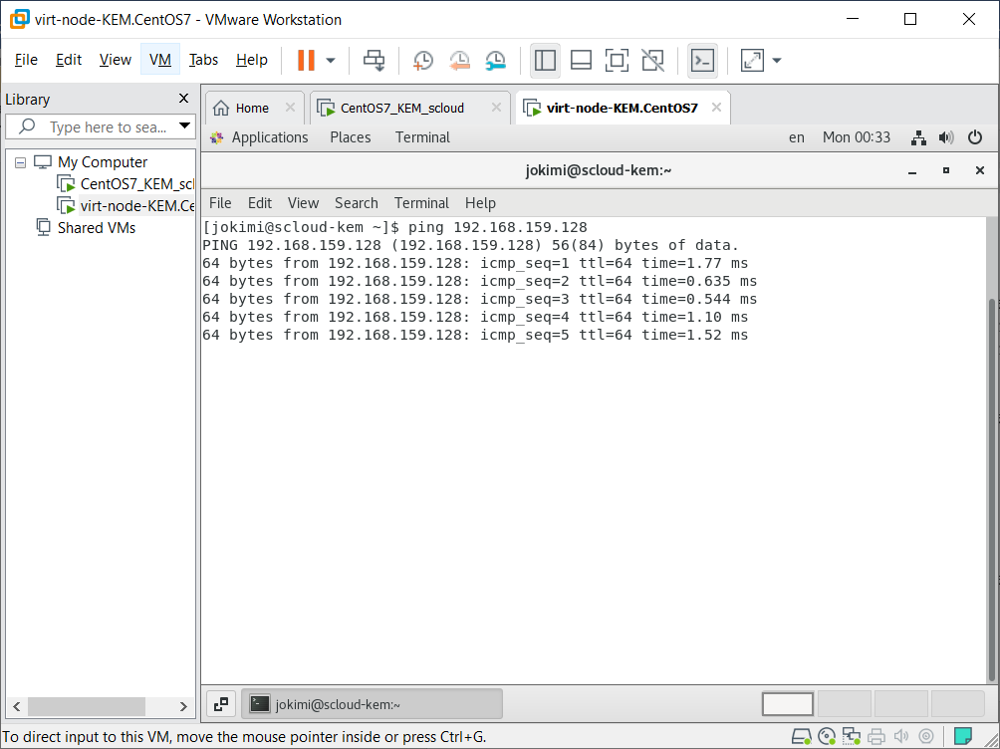 virt-node-KEM.CentOS7 - VMware Workstation
File Edit View VM Tabs Help
Library
Type here to sea...
My Computer
CentOS7_KEM_scl
virt-node-KEM.Ce
Shared VMs
Home CentOS7_KEM_scloud virt-node-KEM.CentOS7
Applications Places Terminal en Mon 00:33
jokimi@scloud-kem:~
File Edit View Search Terminal Help
[jokimi@scloud-kem ~]$ ping 192.168.159.128
PING 192.168.159.128 (192.168.159.128) 56(84) bytes of data.
64 bytes from 192.168.159.128: icmp_seq=1 ttl=64 time=1.77 ms
64 bytes from 192.168.159.128: icmp_seq=2 ttl=64 time=0.635 ms
64 bytes from 192.168.159.128: icmp_seq=3 ttl=64 time=0.544 ms
64 bytes from 192.168.159.128: icmp_seq=4 ttl=64 time=1.10 ms
64 bytes from 192.168.159.128: icmp_seq=5 ttl=64 time=1.52 ms
jokimi@scloud-kem:~
To direct input to this VM, move the mouse pointer inside or press Ctrl+G.